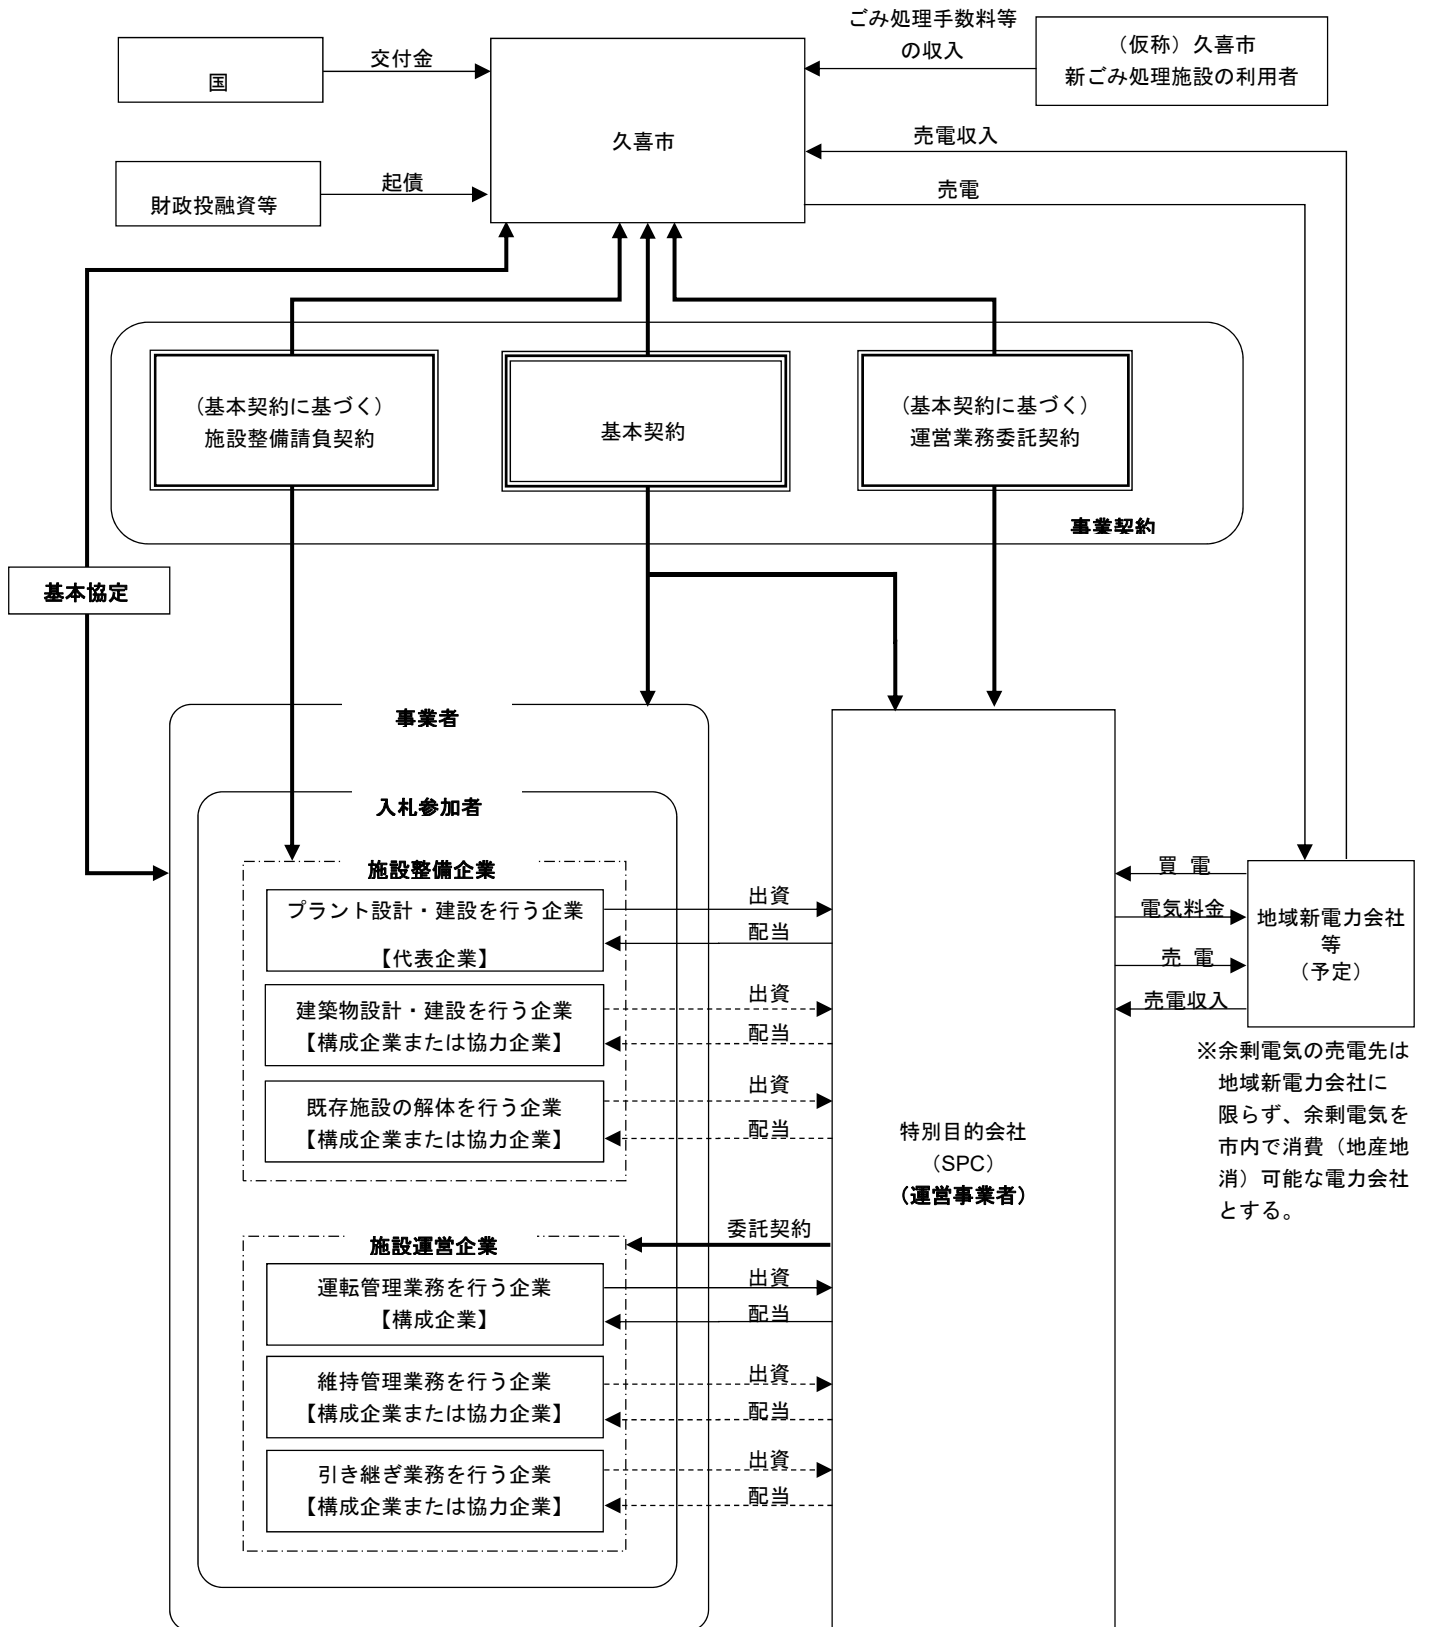 ごみ処理手数料等
の収入
（仮称）久喜市
新ごみ処理施設の利用者
国
交付金
久喜市
売電収入
財政投融資等
起債
売電
（基本契約に基づく）
施設整備請負契約
基本契約
（基本契約に基づく）
運営業務委託契約
事業契約
基本協定
事業者
入札参加者
施設整備企業
プラント設計・建設を行う企業
【代表企業】
出資
配当
建築物設計・建設を行う企業
【構成企業または協力企業】
出資
配当
既存施設の解体を行う企業
【構成企業または協力企業】
出資
配当
特別目的会社
（SPC）
（運営事業者）
買 電
電気料金
売 電
売電収入
地域新電力会社
等
（予定）
※余剰電気の売電先は
地域新電力会社に
限らず、余剰電気を
市内で消費（地産地
消）可能な電力会社
とする。
委託契約
施設運営企業
運転管理業務を行う企業
【構成企業】
出資
配当
維持管理業務を行う企業
【構成企業または協力企業】
出資
配当
引き継ぎ業務を行う企業
【構成企業または協力企業】
出資
配当